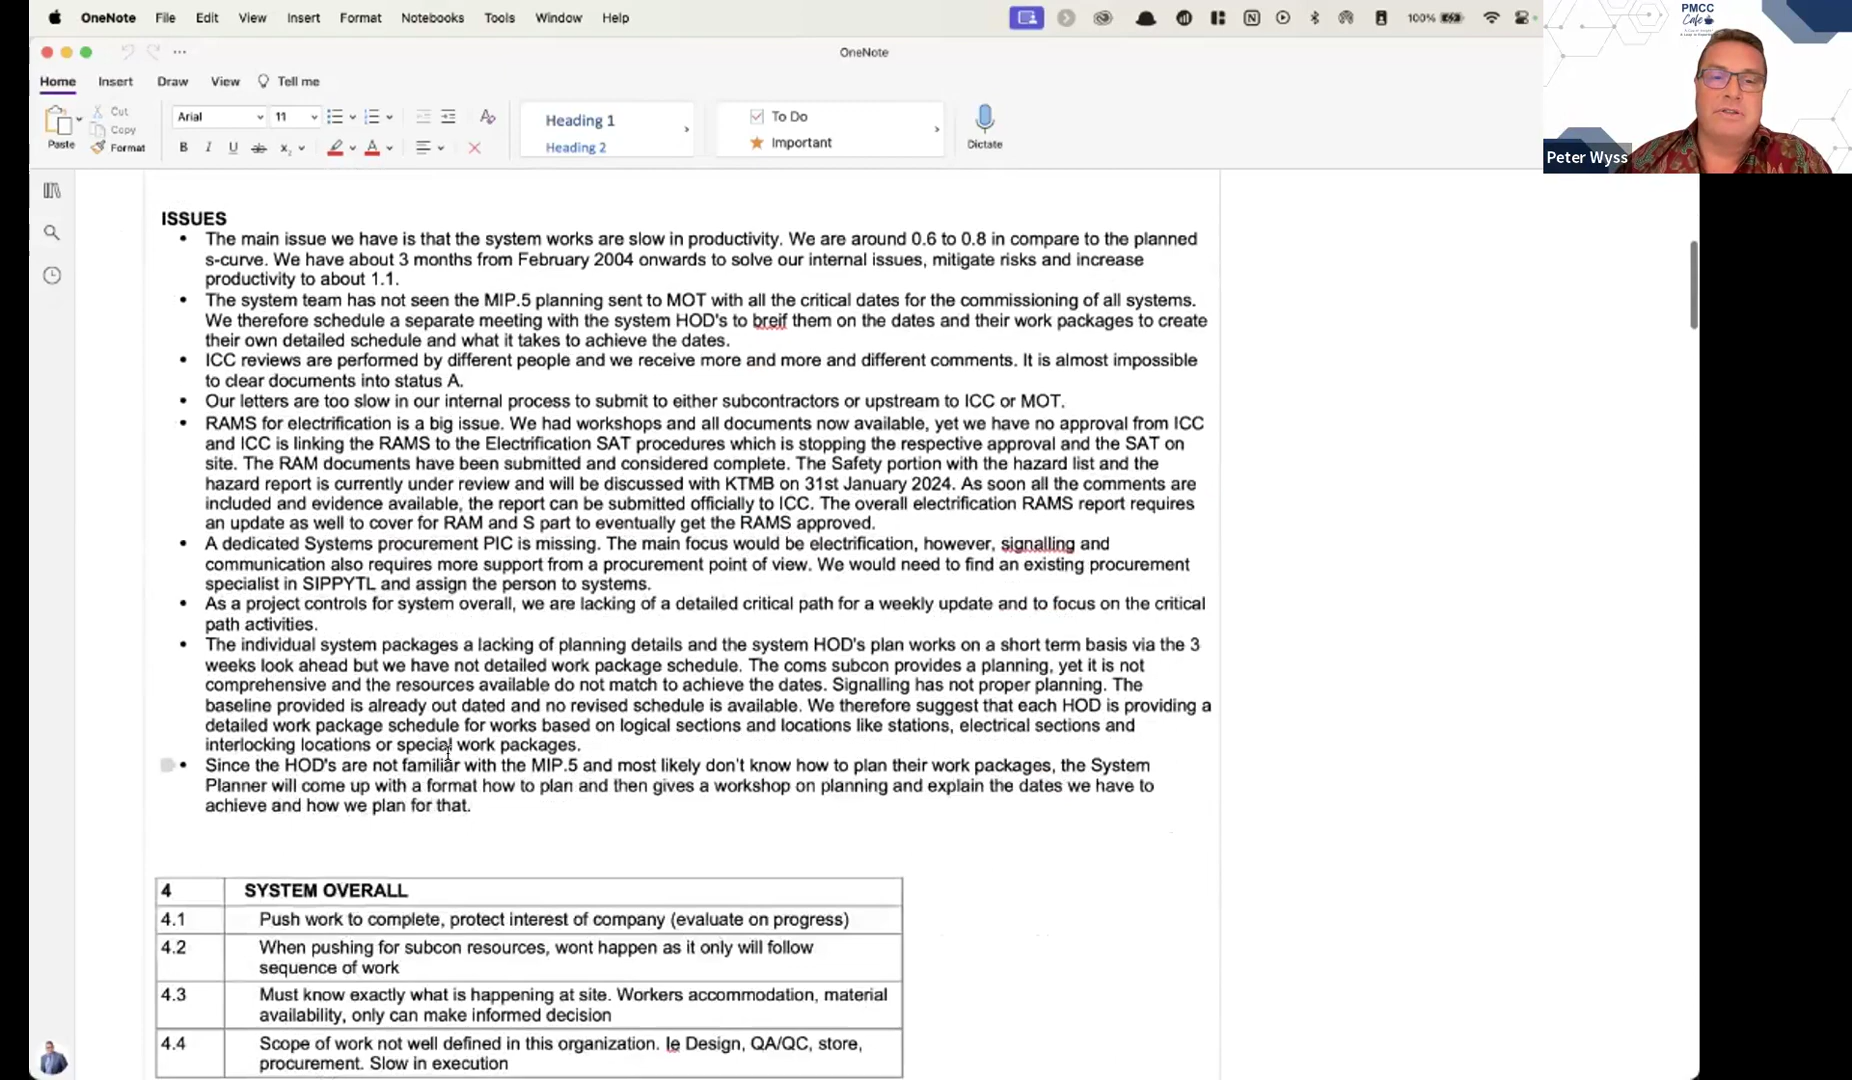 OneNote File Edit View Insert Format Notebooks Tools Window Help 100%
PMCC
Cafe
OneNote
Home Insert Draw View Tell me
Cut
Copy
Paste Format
Arial 11
B I U ab x
Heading 1
Heading 2
To Do
Important
Dictate
Peter Wyss
ISSUES
• The main issue we have is that the system works are slow in productivity. We are around 0.6 to 0.8 in compare to the planned
s-curve. We have about 3 months from February 2004 onwards to solve our internal issues, mitigate risks and increase
productivity to about 1.1.
• The system team has not seen the MIP.5 planning sent to MOT with all the critical dates for the commissioning of all systems.
We therefore schedule a separate meeting with the system HOD's to breif them on the dates and their work packages to create
their own detailed schedule and what it takes to achieve the dates.
• ICC reviews are performed by different people and we receive more and more and different comments. It is almost impossible
to clear documents into status A.
• Our letters are too slow in our internal process to submit to either subcontractors or upstream to ICC or MOT.
• RAMS for electrification is a big issue. We had workshops and all documents now available, yet we have no approval from ICC
and ICC is linking the RAMS to the Electrification SAT procedures which is stopping the respective approval and the SAT on
site. The RAM documents have been submitted and considered complete. The Safety portion with the hazard list and the
hazard report is currently under review and will be discussed with KTMB on 31st January 2024. As soon all the comments are
included and evidence available, the report can be submitted officially to ICC. The overall electrification RAMS report requires
an update as well to cover for RAM and S part to eventually get the RAMS approved.
• A dedicated Systems procurement PIC is missing. The main focus would be electrification, however, signalling and
communication also requires more support from a procurement point of view. We would need to find an existing procurement
specialist in SIPPYTL and assign the person to systems.
• As a project controls for system overall, we are lacking of a detailed critical path for a weekly update and to focus on the critical
path activities.
• The individual system packages a lacking of planning details and the system HOD's plan works on a short term basis via the 3
weeks look ahead but we have not detailed work package schedule. The coms subcon provides a planning, yet it is not
comprehensive and the resources available do not match to achieve the dates. Signalling has not proper planning. The
baseline provided is already out dated and no revised schedule is available. We therefore suggest that each HOD is providing a
detailed work package schedule for works based on logical sections and locations like stations, electrical sections and
interlocking locations or special work packages.
• Since the HOD's are not familiar with the MIP.5 and most likely don't know how to plan their work packages, the System
Planner will come up with a format how to plan and then gives a workshop on planning and explain the dates we have to
achieve and how we plan for that.
4 SYSTEM OVERALL
4.1 Push work to complete, protect interest of company (evaluate on progress)
4.2 When pushing for subcon resources, wont happen as it only will follow
sequence of work
4.3 Must know exactly what is happening at site. Workers accommodation, material
availability, only can make informed decision
4.4 Scope of work not well defined in this organization. Ie Design, QA/QC, store,
procurement. Slow in execution